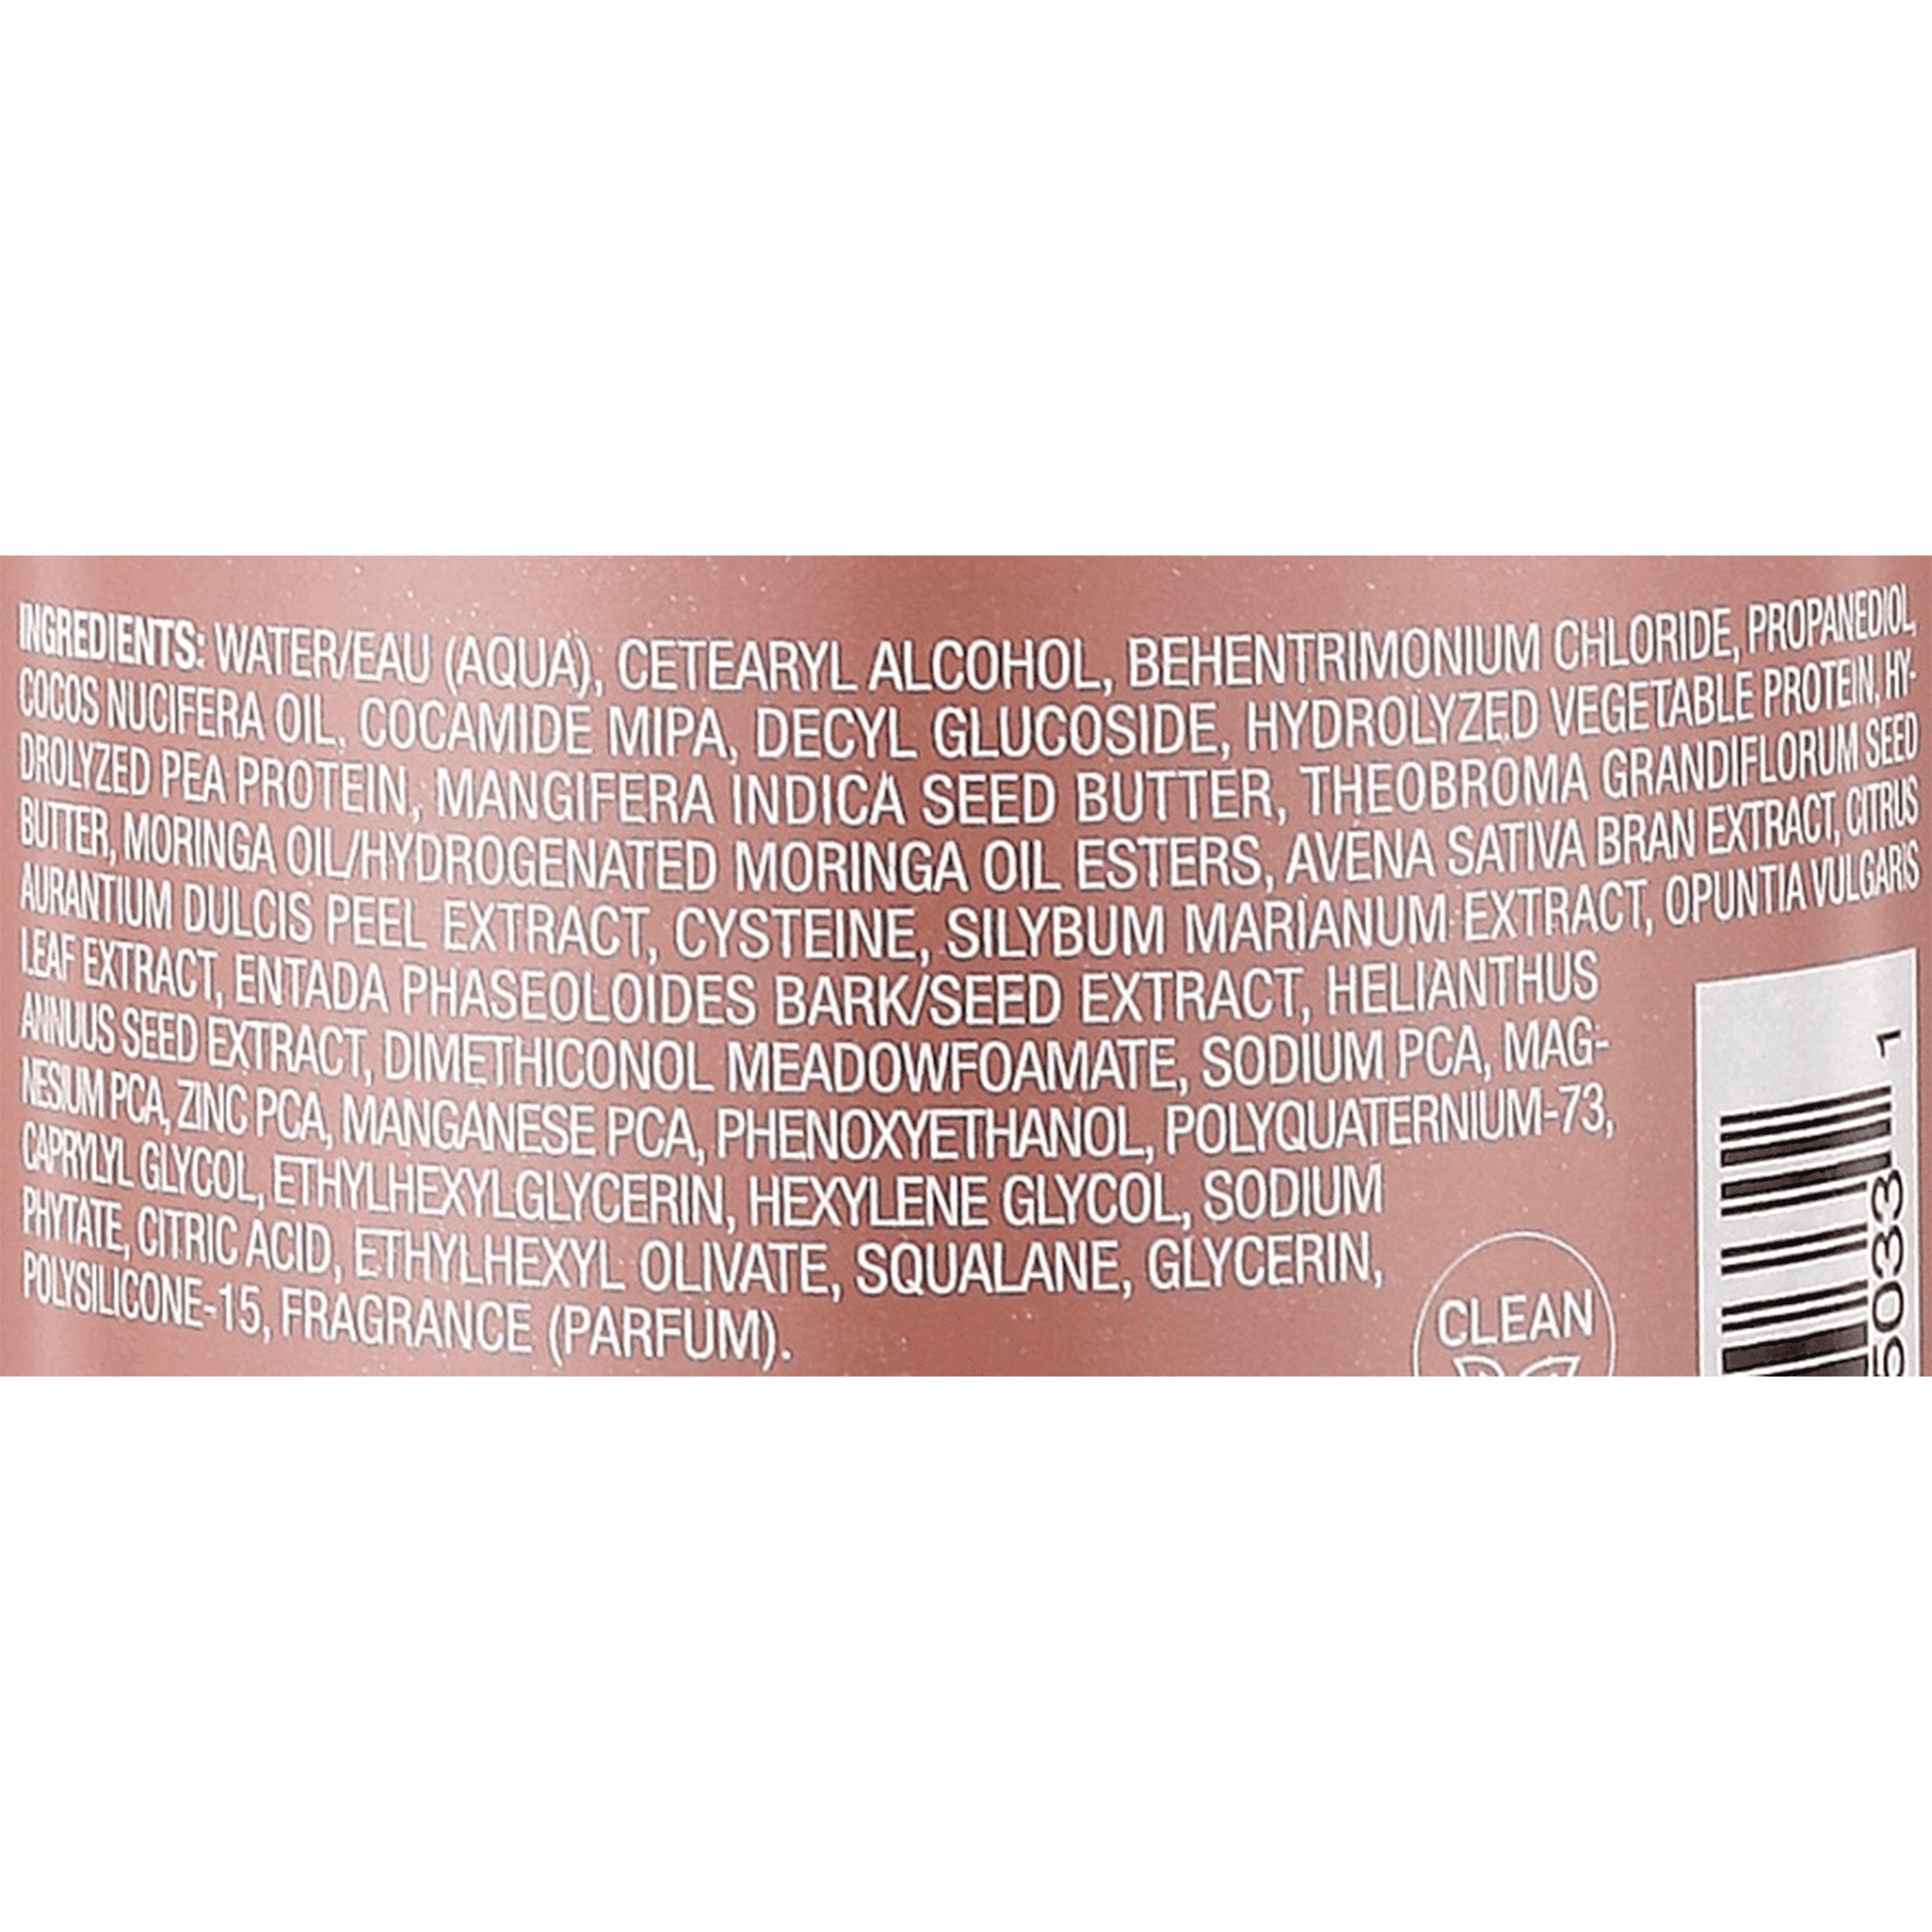 INGREDIENTS: WATER/EAU (AQUA), CETEARYL ALCOHOL, BEHENTRIMONIUM CHLORIDE, PROPANEDIOL,
COCOS NUCIFERA OIL, COCAMIDE MIPA, DECYL GLUCOSIDE, HYDROLYZED VEGETABLE PROTEIN, HY-
DROLYZED PEA PROTEIN, MANGIFERA INDICA SEED BUTTER, THEOBROMA GRANDIFLORUM SEED
BUTTER, MORINGA OIL/HYDROGENATED MORINGA OIL ESTERS, AVENA SATIVA BRAN EXTRACT, CITRUS
AURANTIUM DULCIS PEEL EXTRACT, CYSTEINE, SILYBUM MARIANUM EXTRACT, OPUNTIA VULGARIS
LEAF EXTRACT, ENTADA PHASEOLOIDES BARK/SEED EXTRACT, HELIANTHUS
ANNUUS SEED EXTRACT, DIMETHICONOL MEADOWFOAMATE, SODIUM PCA, MAG-
NESIUM PCA, ZINC PCA, MANGANESE PCA, PHENOXYETHANOL, POLYQUATERNIUM-73,
CAPRYLYL GLYCOL, ETHYLHEXYLGLYCERIN, HEXYLENE GLYCOL, SODIUM
PHYTATE, CITRIC ACID, ETHYLHEXYL OLIVATE, SQUALANE, GLYCERIN,
POLYSILICONE-15, FRAGRANCE (PARFUM).
CLEAN
5033 1